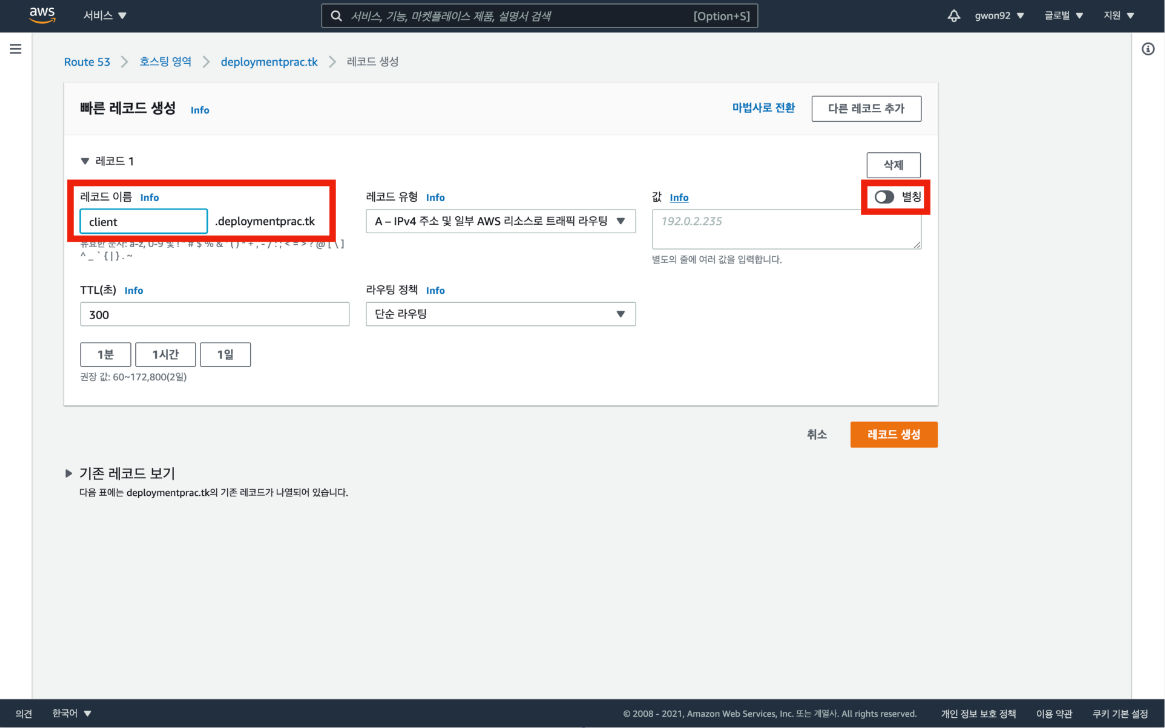 aws 서비스 ▼ 서비스, 기능, 마켓플레이스 제품, 설명서 검색 [Option+S] gwon92 ▼ 글로벌 ▼ 지원 ▼
Route 53 > 호스팅 영역 > deploymentprac.tk > 레코드 생성
빠른 레코드 생성 Info 마법사로 전환 다른 레코드 추가
▼ 레코드 1 삭제
레코드 이름 Info 레코드 유형 Info 값 Info 별칭
client .deploymentprac.tk A – IPv4 주소 및 일부 AWS 리소스로 트래픽 라우팅 ▼ 192.0.2.235
유효한 문자: a-z, 0-9 및 ! " # $ % & ' ( ) * + , - / : ; < = > ? @ [ \ ]
^ _ ` { | } . ~
별도의 줄에 여러 값을 입력합니다.
TTL(초) Info 라우팅 정책 Info
300 단순 라우팅 ▼
1분 1시간 1일
권장 값: 60~172,800(2일)
취소 레코드 생성
▶ 기존 레코드 보기
다음 표에는 deploymentprac.tk의 기존 레코드가 나열되어 있습니다.
의견 한국어 ▼ © 2008 - 2021, Amazon Web Services, Inc. 또는 계열사. All rights reserved. 개인 정보 보호 정책 이용 약관 쿠키 기본 설정